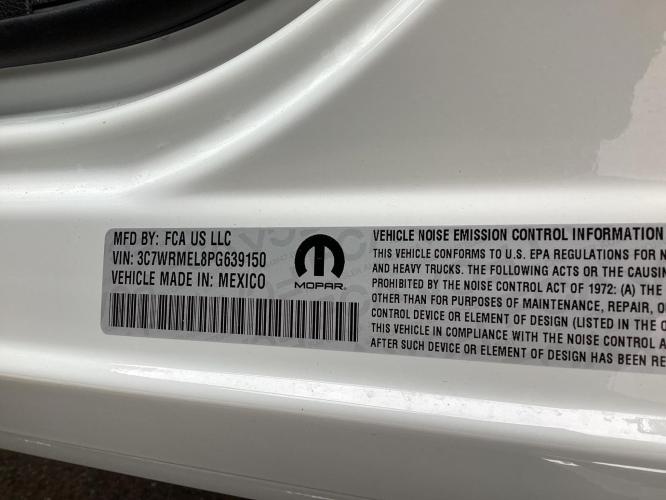 MFD BY: FCA US LLC
VIN: 3C7WRMEL8PG639150
VEHICLE MADE IN: MEXICO
MOPAR
VEHICLE NOISE EMISSION CONTROL INFORMATION
THIS VEHICLE CONFORMS TO U.S. EPA REGULATIONS FOR
AND HEAVY TRUCKS. THE FOLLOWING ACTS OR THE CAUSIN
PROHIBITED BY THE NOISE CONTROL ACT OF 1972: (A) THE
OTHER THAN FOR PURPOSES OF MAINTENANCE, REPAIR, O
CONTROL DEVICE OR ELEMENT OF DESIGN (LISTED IN THE O
THIS VEHICLE IN COMPLIANCE WITH THE NOISE CONTROL A
AFTER SUCH DEVICE OR ELEMENT OF DESIGN HAS BEEN RE